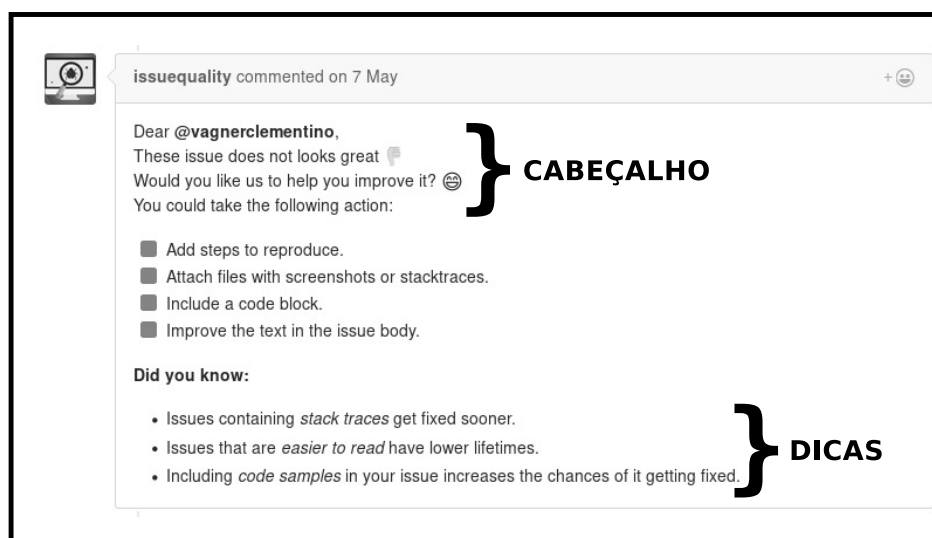 issuequality commented on 7 May
Dear @vagnerclementino,
These issue does not looks great
Would you like us to help you improve it?
You could take the following action:
CABEÇALHO
Add steps to reproduce.
Attach files with screenshots or stacktraces.
Include a code block.
Improve the text in the issue body.
Did you know:
• Issues containing stack traces get fixed sooner.
• Issues that are easier to read have lower lifetimes.
• Including code samples in your issue increases the chances of it getting fixed.
DICAS